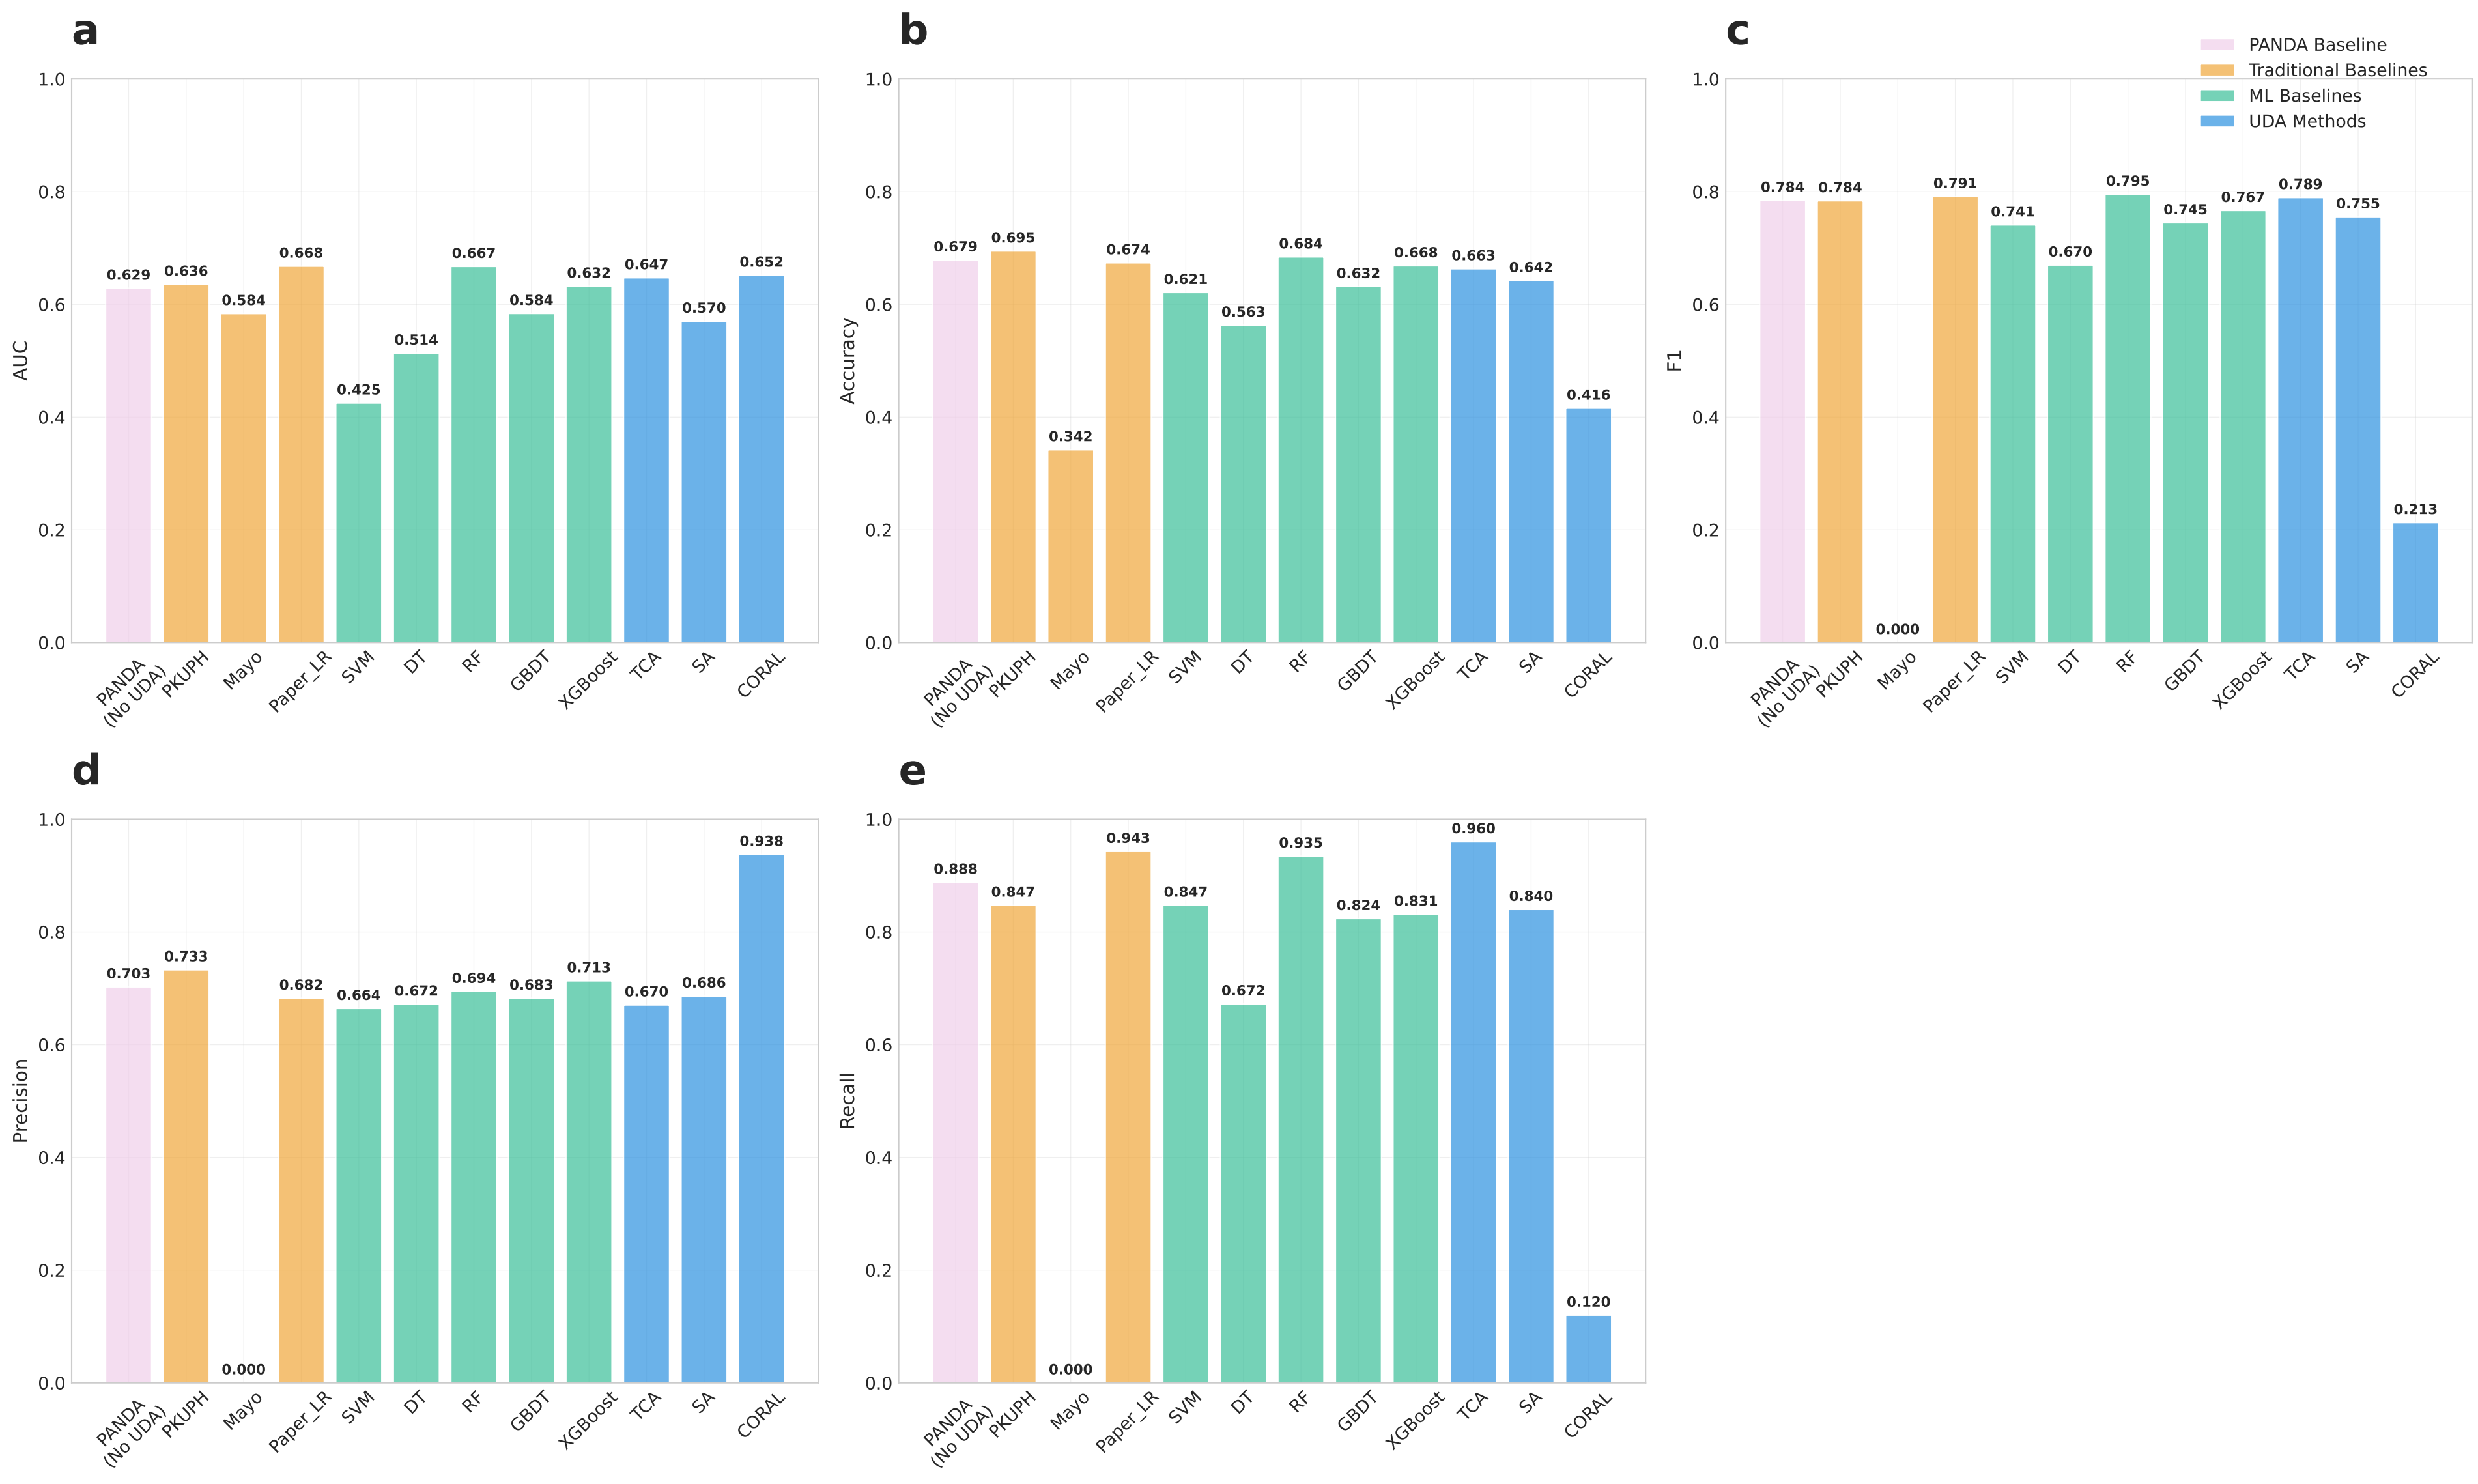 a
1.0
0.8
0.6
0.4
0.2
0.0
AUC
0.629
0.636
0.584
0.668
0.425
0.514
0.667
0.584
0.632
0.647
0.570
0.652
PANDA
(No UDA)
PKUPH
Mayo
Paper_LR
SVM
DT
RF
GBDT
XGBoost
TCA
SA
CORAL
b
1.0
0.8
0.6
0.4
0.2
0.0
Accuracy
0.679
0.695
0.342
0.674
0.621
0.563
0.684
0.632
0.668
0.663
0.642
0.416
PANDA
(No UDA)
PKUPH
Mayo
Paper_LR
SVM
DT
RF
GBDT
XGBoost
TCA
SA
CORAL
c
PANDA Baseline
Traditional Baselines
ML Baselines
UDA Methods
1.0
0.8
0.6
0.4
0.2
0.0
F1
0.784
0.784
0.000
0.791
0.741
0.670
0.795
0.745
0.767
0.789
0.755
0.213
PANDA
(No UDA)
PKUPH
Mayo
Paper_LR
SVM
DT
RF
GBDT
XGBoost
TCA
SA
CORAL
d
1.0
0.8
0.6
0.4
0.2
0.0
Precision
0.703
0.733
0.000
0.682
0.664
0.672
0.694
0.683
0.713
0.670
0.686
0.938
PANDA
(No UDA)
PKUPH
Mayo
Paper_LR
SVM
DT
RF
GBDT
XGBoost
TCA
SA
CORAL
e
1.0
0.8
0.6
0.4
0.2
0.0
Recall
0.888
0.847
0.000
0.943
0.847
0.672
0.935
0.824
0.831
0.960
0.840
0.120
PANDA
(No UDA)
PKUPH
Mayo
Paper_LR
SVM
DT
RF
GBDT
XGBoost
TCA
SA
CORAL